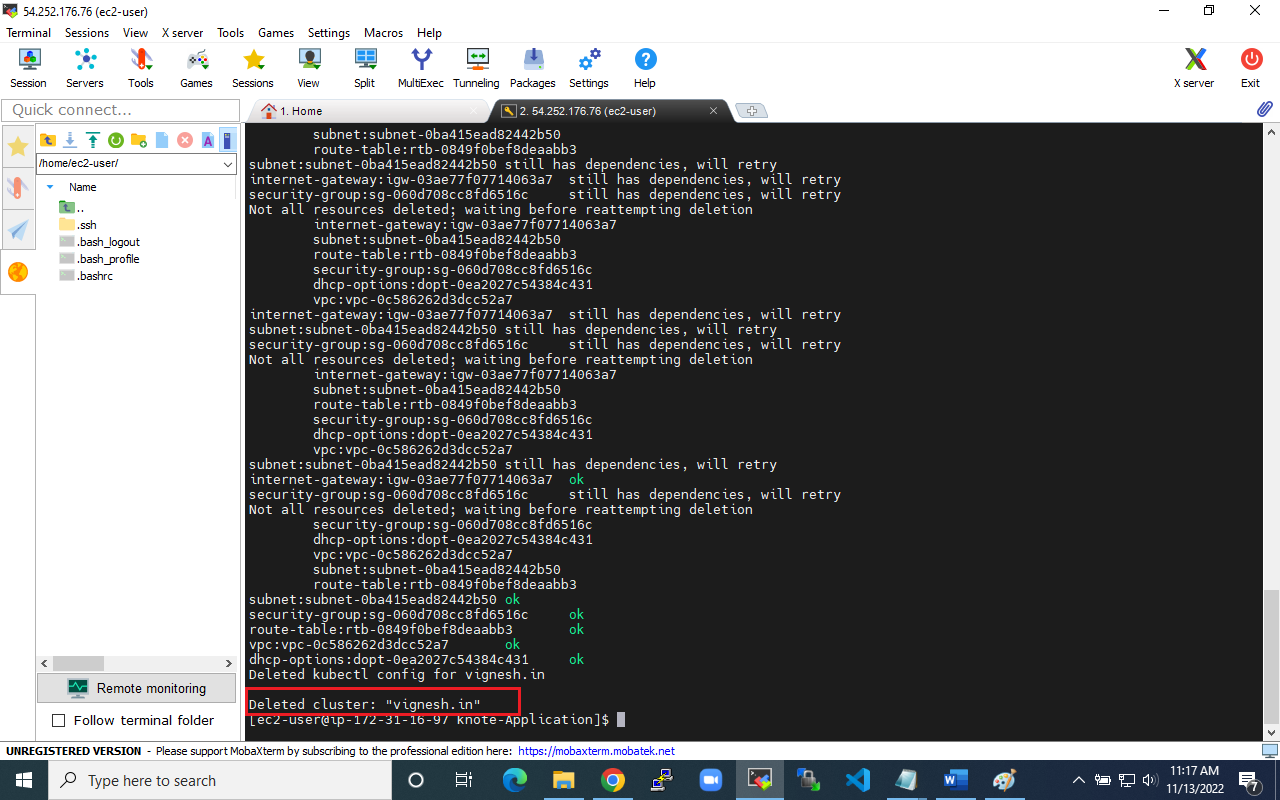 54.252.176.76 (ec2-user)
Terminal Sessions View X server Tools Games Settings Macros Help
Session Servers Tools Games Sessions View Split MultiExec Tunneling Packages Settings Help X server Exit
Quick connect...
1. Home
2. 54.252.176.76 (ec2-user)
/home/ec2-user/
Name
..
.ssh
.bash_logout
.bash_profile
.bashrc
subnet:subnet-0ba415ead82442b50
route-table:rtb-0849f0bef8deaabb3
subnet:subnet-0ba415ead82442b50 still has dependencies, will retry
internet-gateway:igw-03ae77f07714063a7 still has dependencies, will retry
security-group:sg-060d708cc8fd6516c still has dependencies, will retry
Not all resources deleted; waiting before reattempting deletion
internet-gateway:igw-03ae77f07714063a7
subnet:subnet-0ba415ead82442b50
route-table:rtb-0849f0bef8deaabb3
security-group:sg-060d708cc8fd6516c
dhcp-options:dopt-0ea2027c54384c431
vpc:vpc-0c586262d3dcc52a7
internet-gateway:igw-03ae77f07714063a7 still has dependencies, will retry
subnet:subnet-0ba415ead82442b50 still has dependencies, will retry
security-group:sg-060d708cc8fd6516c still has dependencies, will retry
Not all resources deleted; waiting before reattempting deletion
internet-gateway:igw-03ae77f07714063a7
subnet:subnet-0ba415ead82442b50
route-table:rtb-0849f0bef8deaabb3
security-group:sg-060d708cc8fd6516c
dhcp-options:dopt-0ea2027c54384c431
vpc:vpc-0c586262d3dcc52a7
subnet:subnet-0ba415ead82442b50 still has dependencies, will retry
internet-gateway:igw-03ae77f07714063a7 ok
security-group:sg-060d708cc8fd6516c still has dependencies, will retry
Not all resources deleted; waiting before reattempting deletion
security-group:sg-060d708cc8fd6516c
dhcp-options:dopt-0ea2027c54384c431
vpc:vpc-0c586262d3dcc52a7
subnet:subnet-0ba415ead82442b50
route-table:rtb-0849f0bef8deaabb3
subnet:subnet-0ba415ead82442b50 ok
security-group:sg-060d708cc8fd6516c ok
route-table:rtb-0849f0bef8deaabb3 ok
vpc:vpc-0c586262d3dcc52a7 ok
dhcp-options:dopt-0ea2027c54384c431 ok
Deleted kubectl config for vignesh.in
Deleted cluster: "vignesh.in"
[ec2-user@ip-172-31-16-97 knote-Application]$
Remote monitoring
Follow terminal folder
UNREGISTERED VERSION - Please support MobaXterm by subscribing to the professional edition here: https://mobaxterm.mobatek.net
Type here to search
11:17 AM
11/13/2022
7